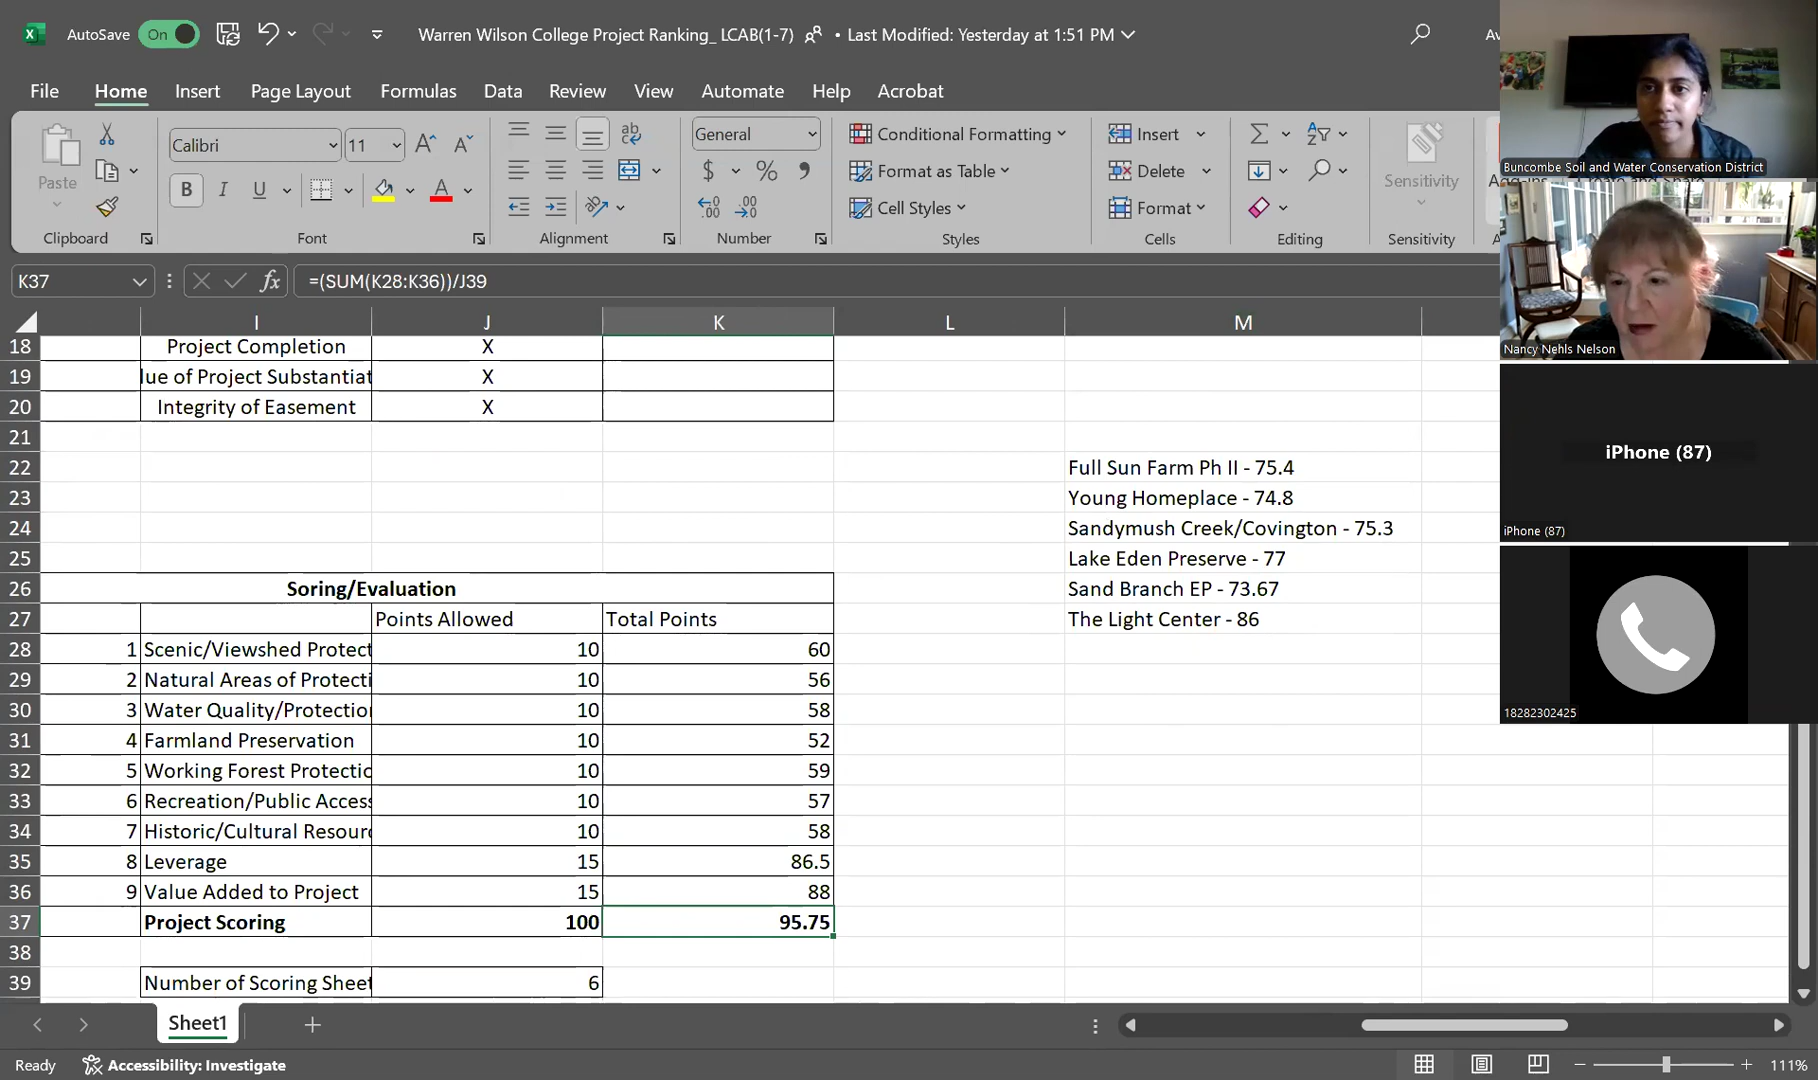 AutoSave On Warren Wilson College Project Ranking_ LCAB(1-7) • Last Modified: Yesterday at 1:51 PM
File Home Insert Page Layout Formulas Data Review View Automate Help Acrobat
Paste Calibri 11 General Conditional Formatting Insert
Format as Table Delete Sensitivity
B I U A $ % Cell Styles Format
Clipboard Font Alignment Number Styles Cells Editing Sensitivity
K37 fx =(SUM(K28:K36))/J39
I J K L M
18 Project Completion X
19 lue of Project Substantiat X
20 Integrity of Easement X
21
22 Full Sun Farm Ph II - 75.4
23 Young Homeplace - 74.8
24 Sandymush Creek/Covington - 75.3
25 Lake Eden Preserve - 77
26 Soring/Evaluation Sand Branch EP - 73.67
27 Points Allowed Total Points The Light Center - 86
28 1 Scenic/Viewshed Protect 10 60
29 2 Natural Areas of Protecti 10 56
30 3 Water Quality/Protection 10 58
31 4 Farmland Preservation 10 52
32 5 Working Forest Protectio 10 59
33 6 Recreation/Public Access 10 57
34 7 Historic/Cultural Resourc 10 58
35 8 Leverage 15 86.5
36 9 Value Added to Project 15 88
37 Project Scoring 100 95.75
38
39 Number of Scoring Sheet 6
Sheet1
Ready Accessibility: Investigate 111%
Buncombe Soil and Water Conservation District
Nancy Nehls Nelson
iPhone (87)
iPhone (87)
18282302425